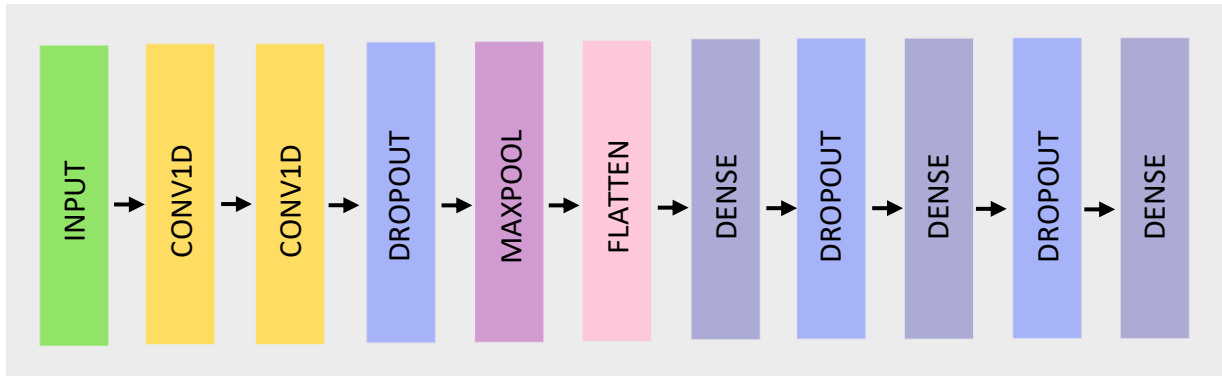 INPUT
CONV1D
CONV1D
DROPOUT
MAXPOOL
FLATTEN
DENSE
DROPOUT
DENSE
DROPOUT
DENSE